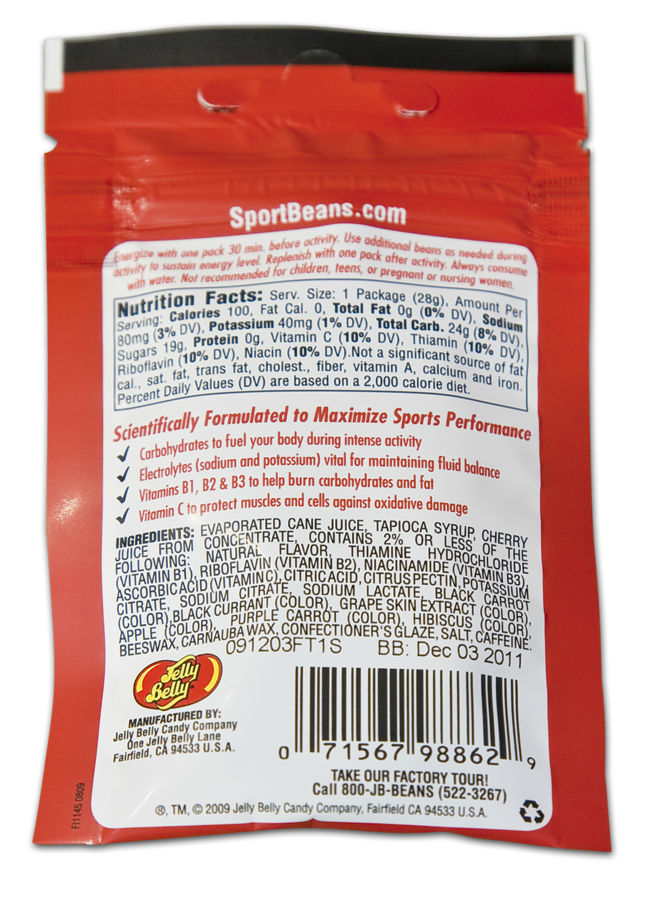 SportBeans.com
Energize with one pack 30 min. before activity. Use additional beans as needed during
activity to sustain energy level. Replenish with one pack after activity. Always consume
with water. Not recommended for children, teens, or pregnant or nursing women.
Nutrition Facts: Serv. Size: 1 Package (28g), Amount Per
Serving: Calories 100, Fat Cal. 0, Total Fat 0g (0% DV), Sodium
80mg (3% DV), Potassium 40mg (1% DV), Total Carb. 24g (8% DV),
Sugars 19g, Protein 0g, Vitamin C (10% DV), Thiamin (10% DV),
Riboflavin (10% DV), Niacin (10% DV).Not a significant source of fat
cal., sat. fat, trans fat, cholest., fiber, vitamin A, calcium and iron.
Percent Daily Values (DV) are based on a 2,000 calorie diet.
Scientifically Formulated to Maximize Sports Performance
✓ Carbohydrates to fuel your body during intense activity
✓ Electrolytes (sodium and potassium) vital for maintaining fluid balance
✓ Vitamins B1, B2 & B3 to help burn carbohydrates and fat
✓ Vitamin C to protect muscles and cells against oxidative damage
INGREDIENTS: EVAPORATED CANE JUICE, TAPIOCA SYRUP, CHERRY
JUICE FROM CONCENTRATE, CONTAINS 2% OR LESS OF THE
FOLLOWING: NATURAL FLAVOR, THIAMINE HYDROCHLORIDE
(VITAMIN B1), RIBOFLAVIN (VITAMIN B2), NIACINAMIDE (VITAMIN B3),
ASCORBIC ACID (VITAMIN C), CITRIC ACID, CITRUS PECTIN, POTASSIUM
CITRATE, SODIUM CITRATE, SODIUM LACTATE, BLACK CARROT
(COLOR), BLACK CURRANT (COLOR), GRAPE SKIN EXTRACT (COLOR),
APPLE (COLOR), PURPLE CARROT (COLOR), HIBISCUS (COLOR),
BEESWAX, CARNAUBA WAX, CONFECTIONER'S GLAZE, SALT, CAFFEINE.
091203FT1S BB: Dec 03 2011
Jelly
Belly
MANUFACTURED BY:
Jelly Belly Candy Company
One Jelly Belly Lane
Fairfield, CA 94533 U.S.A.
0 71567 98862 9
TAKE OUR FACTORY TOUR!
Call 800-JB-BEANS (522-3267)
®, TM, © 2009 Jelly Belly Candy Company, Fairfield CA 94533 U.S.A.
FI1145 0809